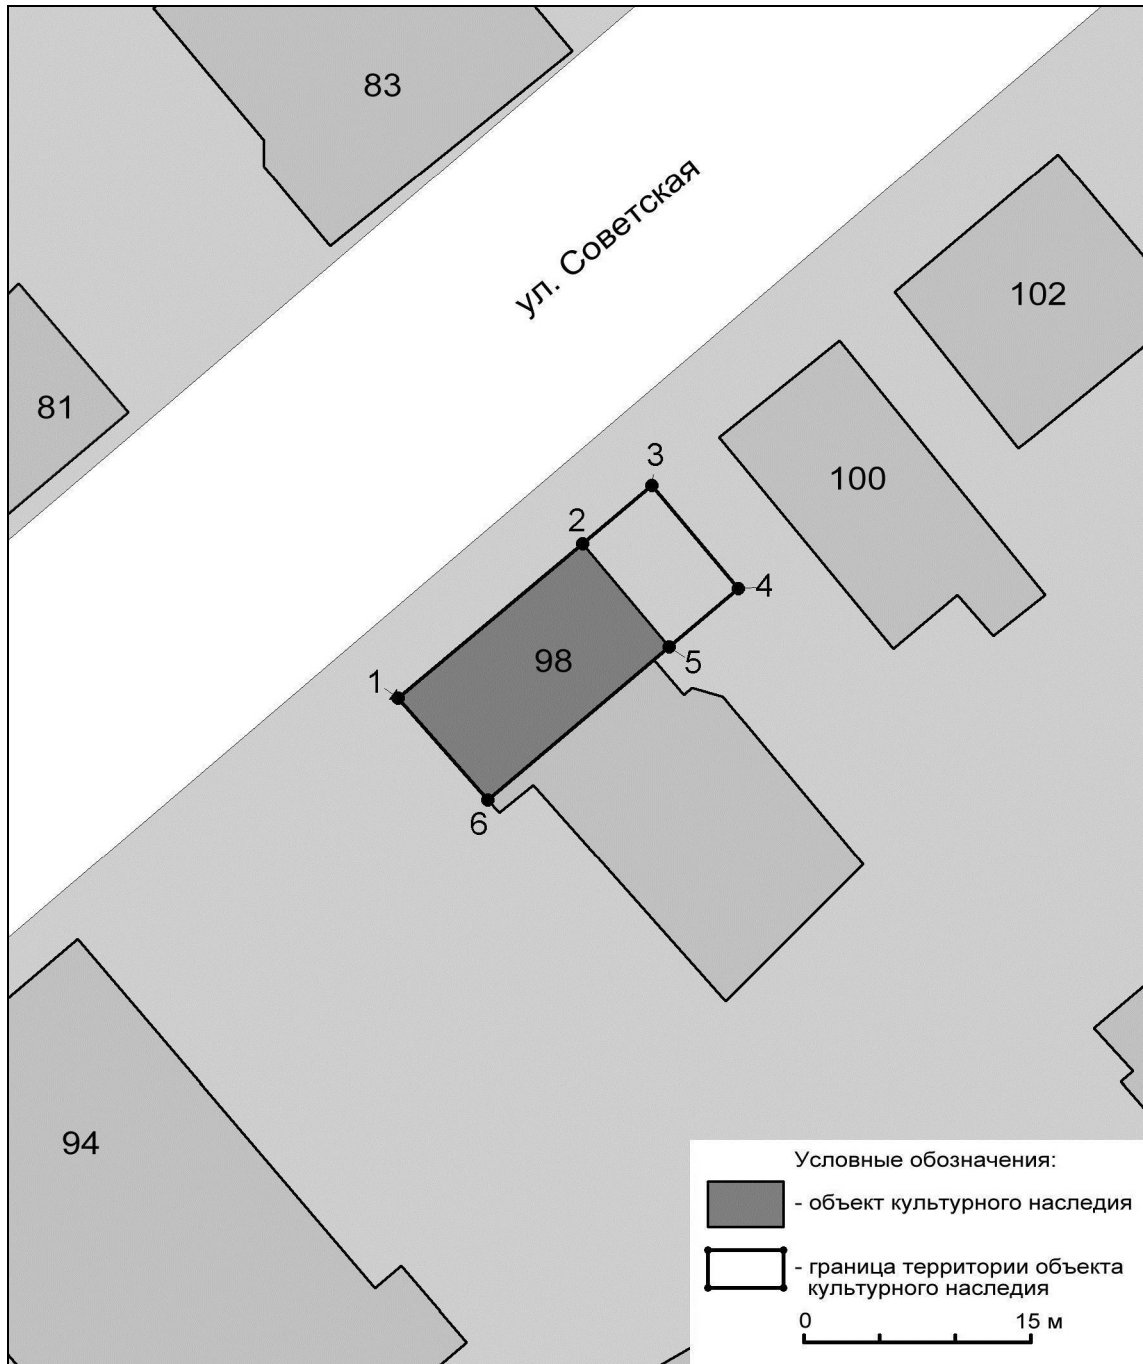 83
ул. Советская
102
81
100
3
2
4
98
5
1
6
94
Условные обозначения:
- объект культурного наследия
- граница территории объекта
культурного наследия
0 15 м